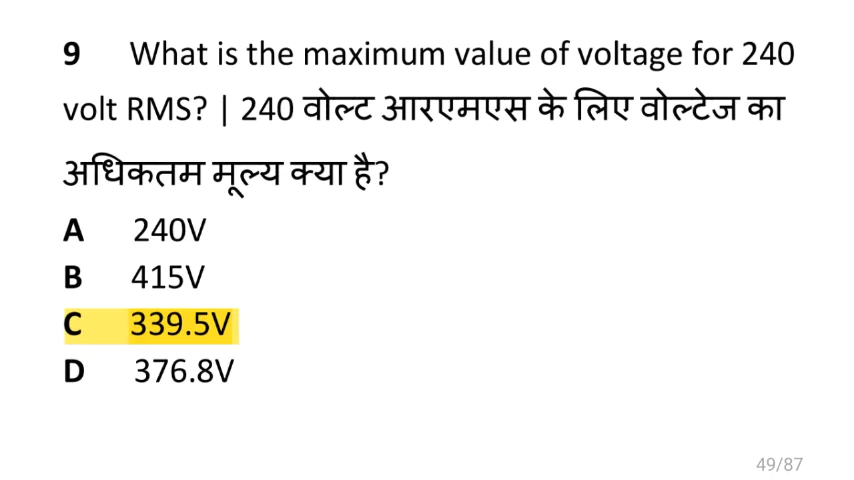 9 What is the maximum value of voltage for 240
volt RMS? | 240 वोल्ट आरएमएस के लिए वोल्टेज का
अधिकतम मूल्य क्या है?
A 240V
B 415V
C 339.5V
D 376.8V
49/87